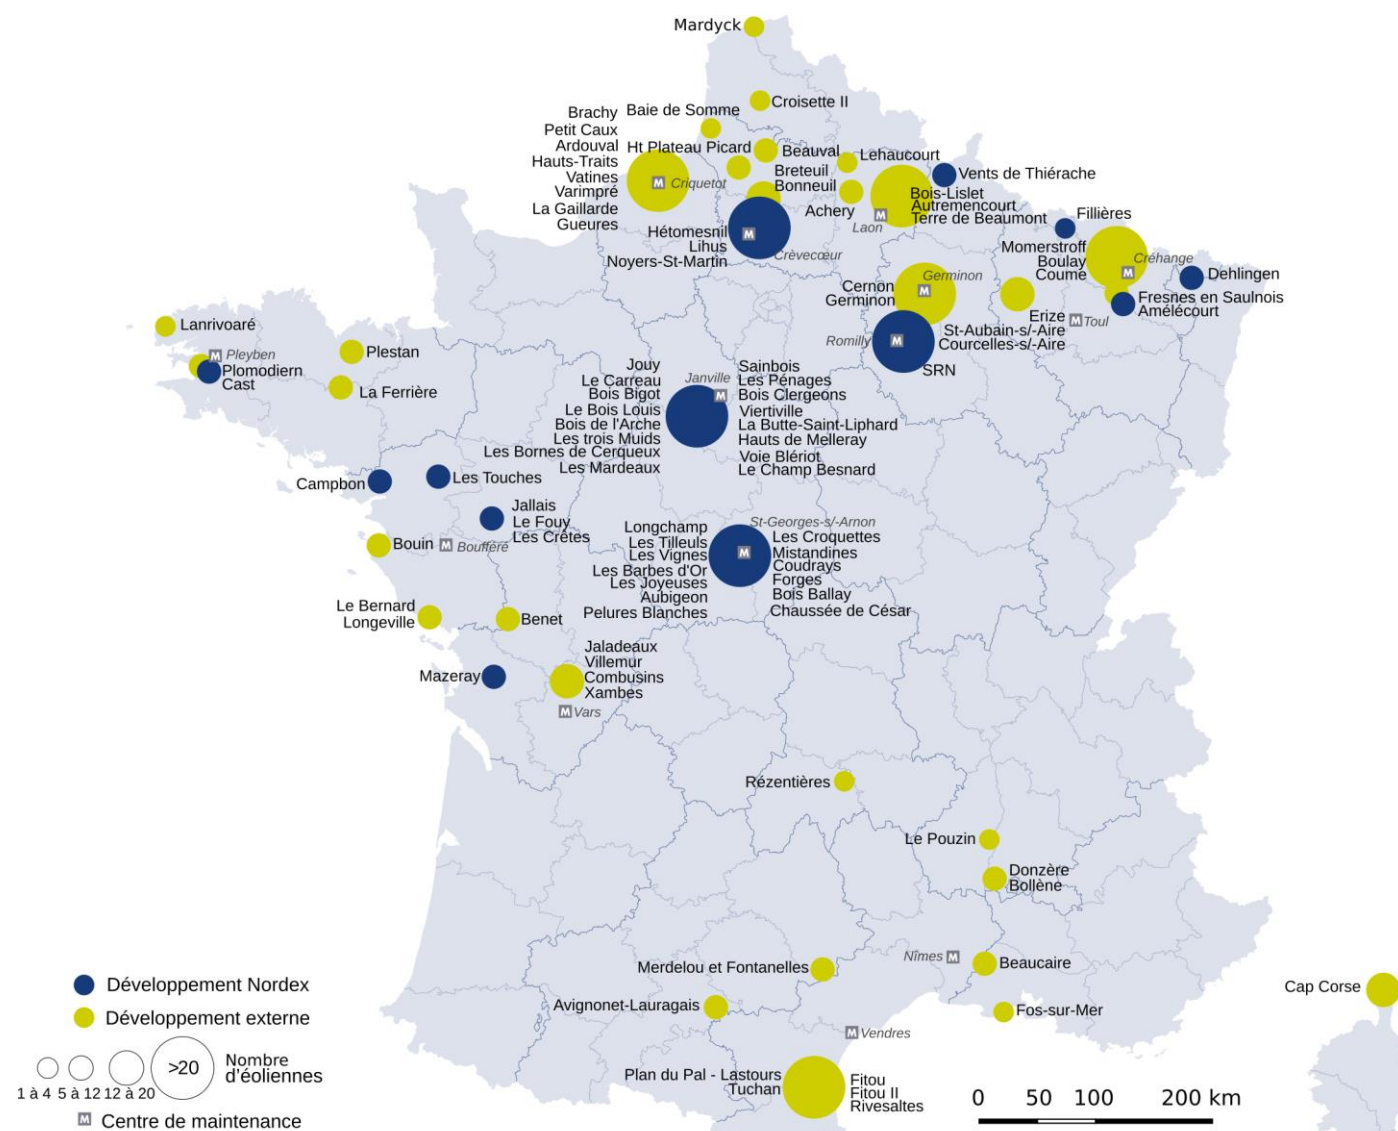 Mardyck
Croisette II
Baie de Somme
Brachy
Petit Caux
Ardouval
Hauts-Traits
Vatines
Varimpré
La Gaillarde
Gueures
M Criquetot
Ht Plateau Picard
Beauval
Breteuil
Bonneuil
Lehaucourt
Achery
Vents de Thiérache
Bois-Lislet
Autremencourt
Terre de Beaumont
M
Laon
Fillières
Hétomesnil
Lihus
Noyers-St-Martin
M
Crèvecœur
Momerstroff
Boulay
Coume
Créhange
M
Dehlingen
Cernon
Germinon
Germinon
M
Fresnes en Saulnois
Amélécourt
Erize
St-Aubain-s/-Aire
Courcelles-s/-Aire
M Toul
Romilly M
SRN
Lanrivoaré
M Pleyben
Plomodiern
Cast
Plestan
La Ferrière
Jouy
Le Carreau
Bois Bigot
Le Bois Louis
Bois de l'Arche
Les trois Muids
Les Bornes de Cerqueux
Les Mardeaux
Janville
M
Sainbois
Les Pénages
Bois Clergeons
Viertiville
La Butte-Saint-Liphard
Hauts de Melleray
Voie Blériot
Le Champ Besnard
Campbon
Les Touches
Jallais
Le Fouy
Les Crêtes
Bouin
M Boufféré
Longchamp
Les Tilleuls
Les Vignes
Les Barbes d'Or
Les Joyeuses
Aubigeon
Pelures Blanches
St-Georges-s/-Arnon
M
Les Croquettes
Mistandines
Coudrays
Forges
Bois Ballay
Chaussée de César
Le Bernard
Longeville
Benet
Mazeray
Jaladeaux
Villemur
Combusins
Xambes
M Vars
Rézentières
Le Pouzin
Donzère
Bollène
Merdelou et Fontanelles
Nîmes M
Beaucaire
Avignonet-Lauragais
Fos-sur-Mer
M Vendres
Cap Corse
Plan du Pal - Lastours
Tuchan
Fitou
Fitou II
Rivesaltes
Développement Nordex
Développement externe
>20
Nombre
d'éoliennes
1 à 4 5 à 12 12 à 20
M Centre de maintenance
0 50 100 200 km